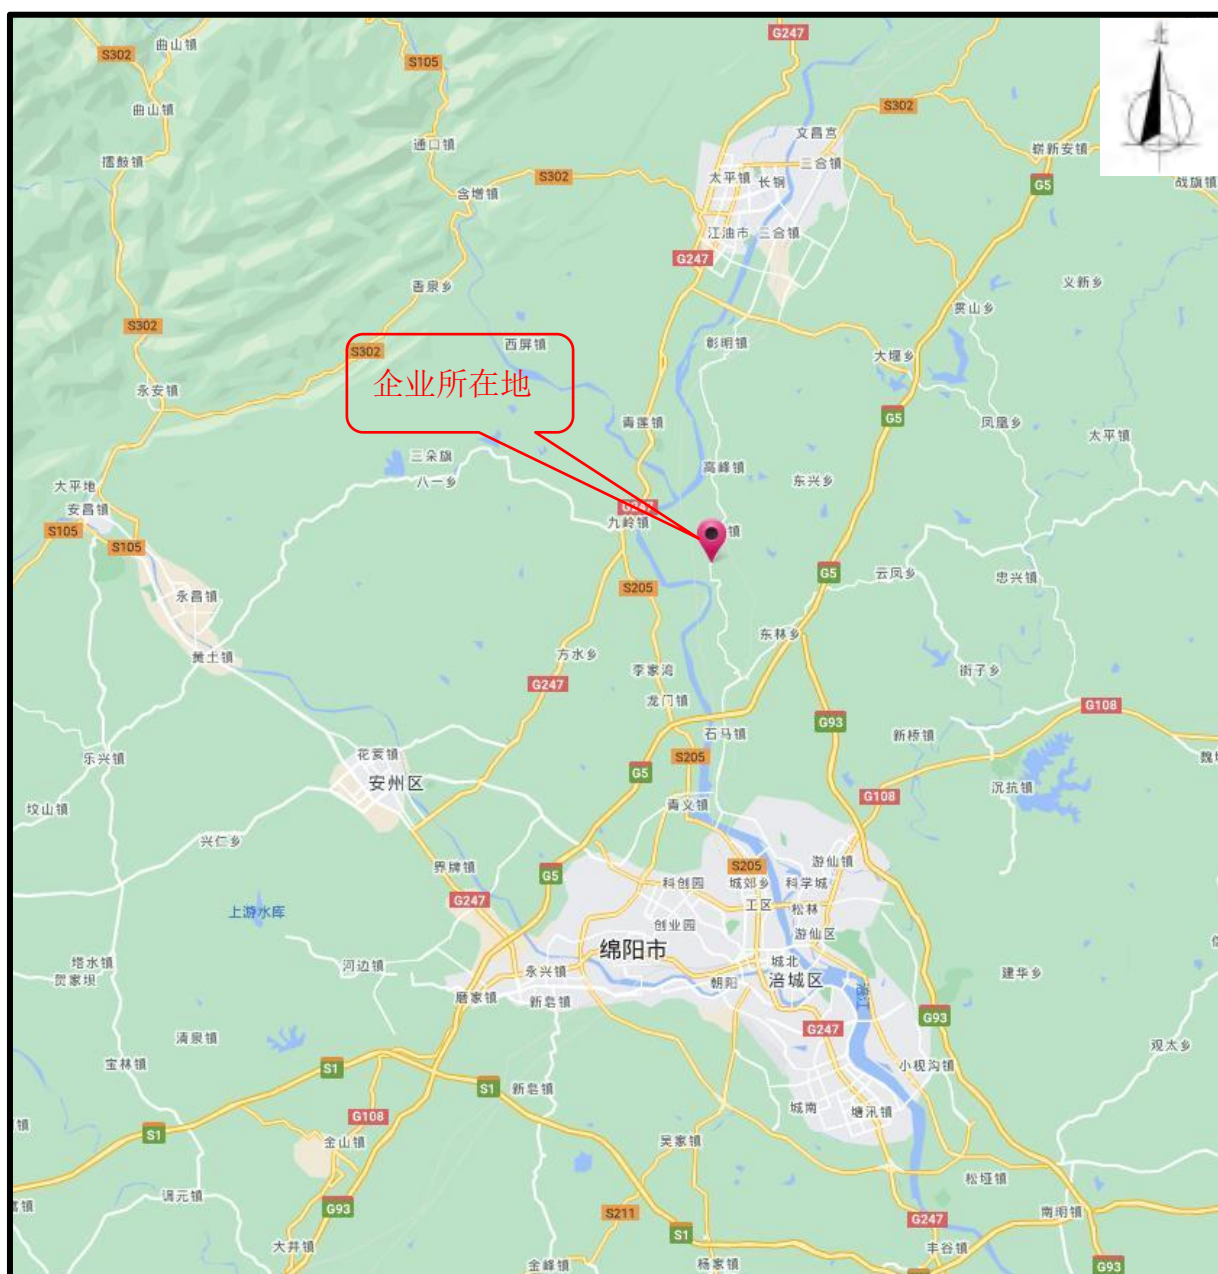 G247
北
曲山镇
S302
S105
曲山镇
S302
文昌宫
通口镇
擂鼓镇
三合镇
崭新安镇
S302
太平镇
长钢
G5
战旗镇
含增镇
江油市
三合镇
G247
香泉乡
义新乡
贯山乡
S302
西屏镇
彰明镇
S302
大堰乡
企业所在地
永安镇
青莲镇
G5
凤凰乡
太平镇
三朵旗
高峰镇
八一乡
东兴乡
大平地
安昌镇
G247
九岭镇
S105
S105
镇
G5
云凤乡
忠兴镇
S205
永昌镇
东林乡
黄土镇
方水乡
李家湾
街子乡
G247
龙门镇
G108
石马镇
G93
新桥镇
花荄镇
乐兴镇
S205
G5
安州区
沉抗镇
G108
坟山镇
青义镇
兴仁乡
界牌镇
S205
游仙镇
G5
科创园
城郊乡
科学城
G247
工区
松林
上游水库
创业园
游仙区
绵阳市
塔水镇
河边镇
永兴镇
城北
建华乡
贺家坝
朝阳
涪城区
磨家镇
新皂镇
涪江
G93
G247
清泉镇
观太乡
宝林镇
S1
小枧沟镇
S1
新皂镇
城南
塘汛镇
G108
镇
S1
金山镇
吴家镇
松垭镇
调元镇
G93
S211
G247
南明镇
镇
S1
大井镇
丰谷镇
金峰镇
杨家镇
G93